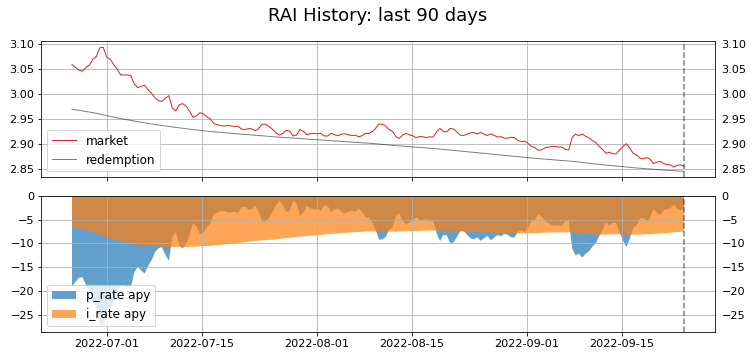 RAI History: last 90 days
3.10 3.10
3.05 3.05
3.00 3.00
2.95 2.95
2.90 2.90
2.85 2.85
market
redemption
0 0
−5 −5
−10 −10
−15 −15
−20 −20
−25 −25
p_rate apy
i_rate apy
2022-07-01 2022-07-15 2022-08-01 2022-08-15 2022-09-01 2022-09-15